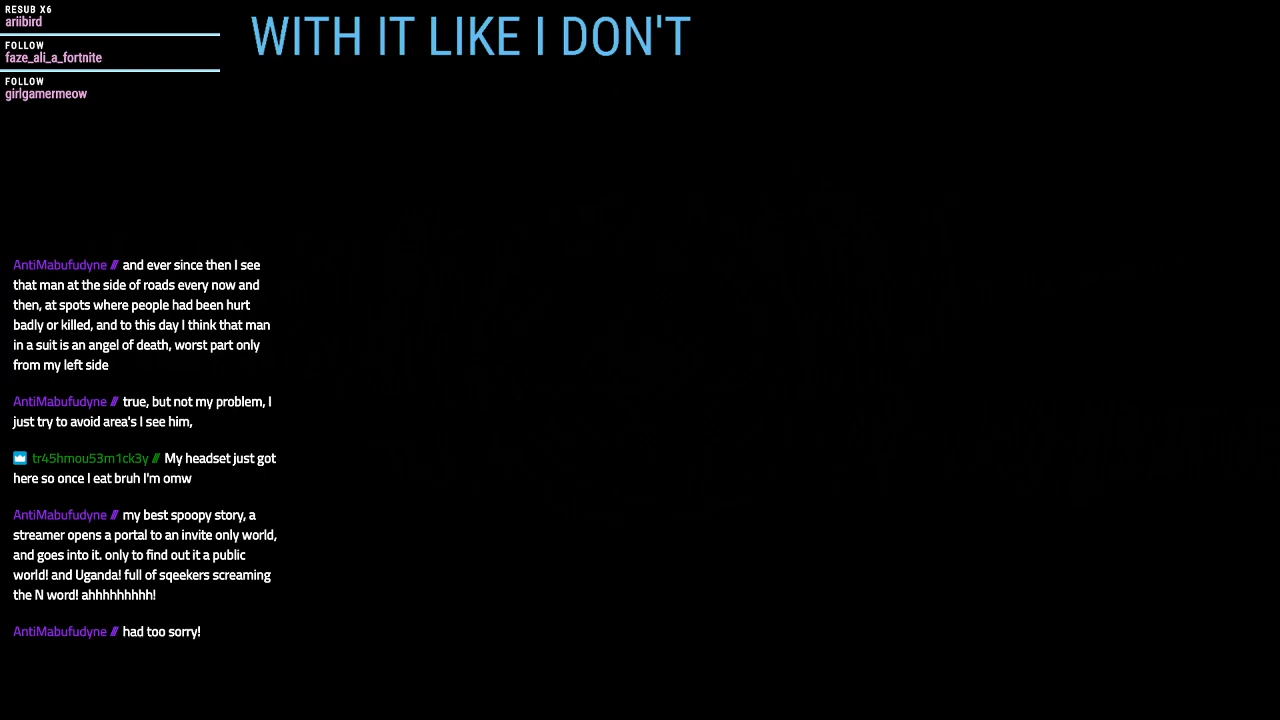 RESUB X6
ariibird
FOLLOW
faze_ali_a_fortnite
FOLLOW
girlgamermeow
WITH IT LIKE I DON'T
AntiMabufudyne /// and ever since then I see
that man at the side of roads every now and
then, at spots where people had been hurt
badly or killed, and to this day I think that man
in a suit is an angel of death, worst part only
from my left side
AntiMabufudyne /// true, but not my problem, I
just try to avoid area's I see him,
tr45hmou53m1ck3y /// My headset just got
here so once I eat bruh I'm omw
AntiMabufudyne /// my best spoopy story, a
streamer opens a portal to an invite only world,
and goes into it. only to find out it a public
world! and Uganda! full of sqeekers screaming
the N word! ahhhhhhhhh!
AntiMabufudyne /// had too sorry!